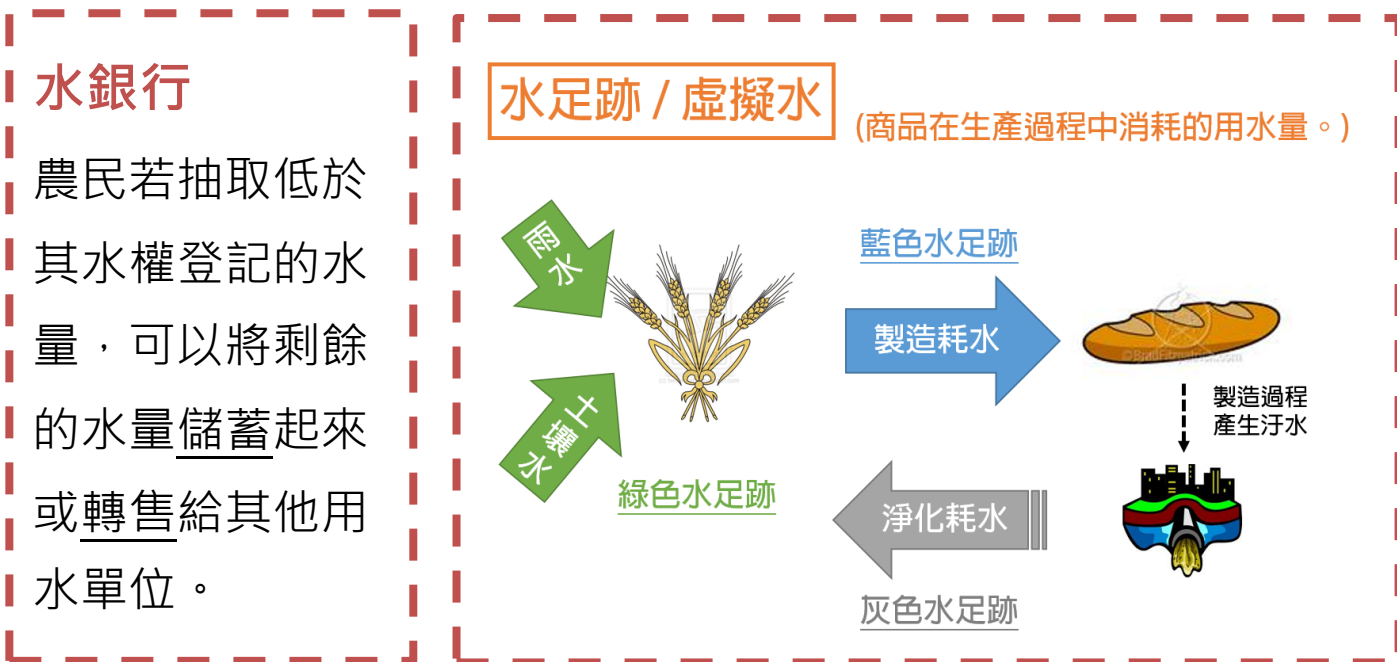 水銀行
農民若抽取低於
其水權登記的水
量，可以將剩餘
的水量儲蓄起來
或轉售給其他用
水單位。
水足跡 / 虛擬水
(商品在生產過程中消耗的用水量。)
雨水
土壤水
綠色水足跡
藍色水足跡
製造耗水
製造過程
產生汙水
淨化耗水
灰色水足跡